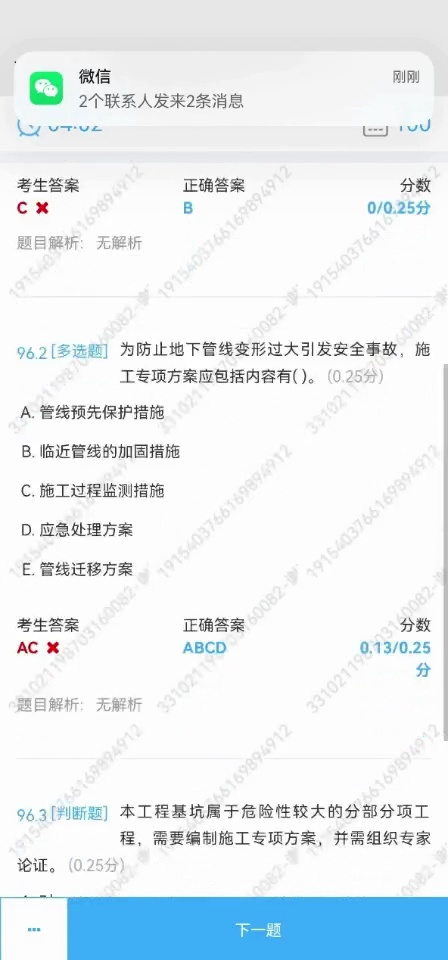 微信
刚刚
2个联系人发来2条消息
考生答案
正确答案
分数
C
B
0/0.25分
题目解析: 无解析
96.2 [多选题] 为防止地下管线变形过大引发安全事故，施
工专项方案应包括内容有( )。(0.25分)
A. 管线预先保护措施
B. 临近管线的加固措施
C. 施工过程监测措施
D. 应急处理方案
E. 管线迁移方案
考生答案
正确答案
分数
AC
ABCD
0.13/0.25
分
题目解析: 无解析
96.3 [判断题] 本工程基坑属于危险性较大的分部分项工
程，需要编制施工专项方案，并需组织专家
论证。(0.25分)
下一题